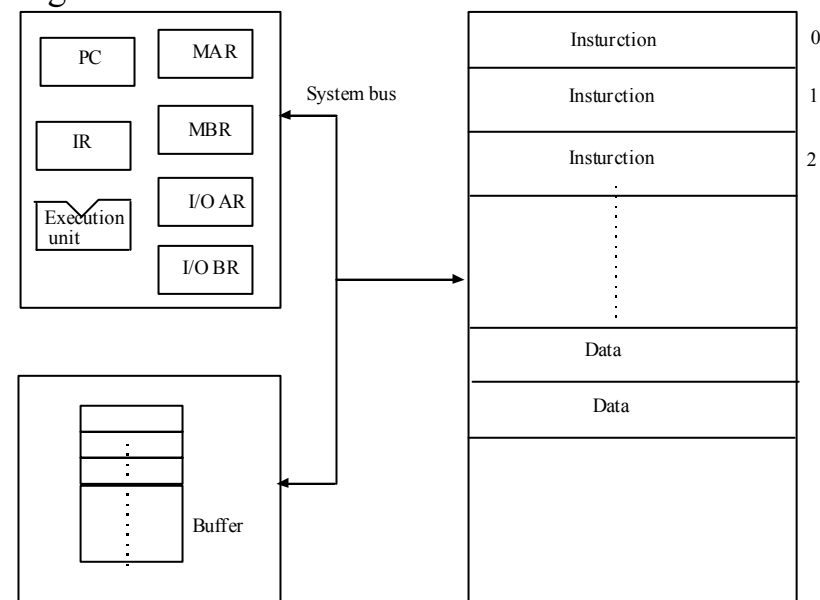 PC
MAR
IR
MBR
Execution
unit
I/O AR
I/O BR
System bus
Buffer
Insturction
0
Insturction
1
Insturction
2
Data
Data